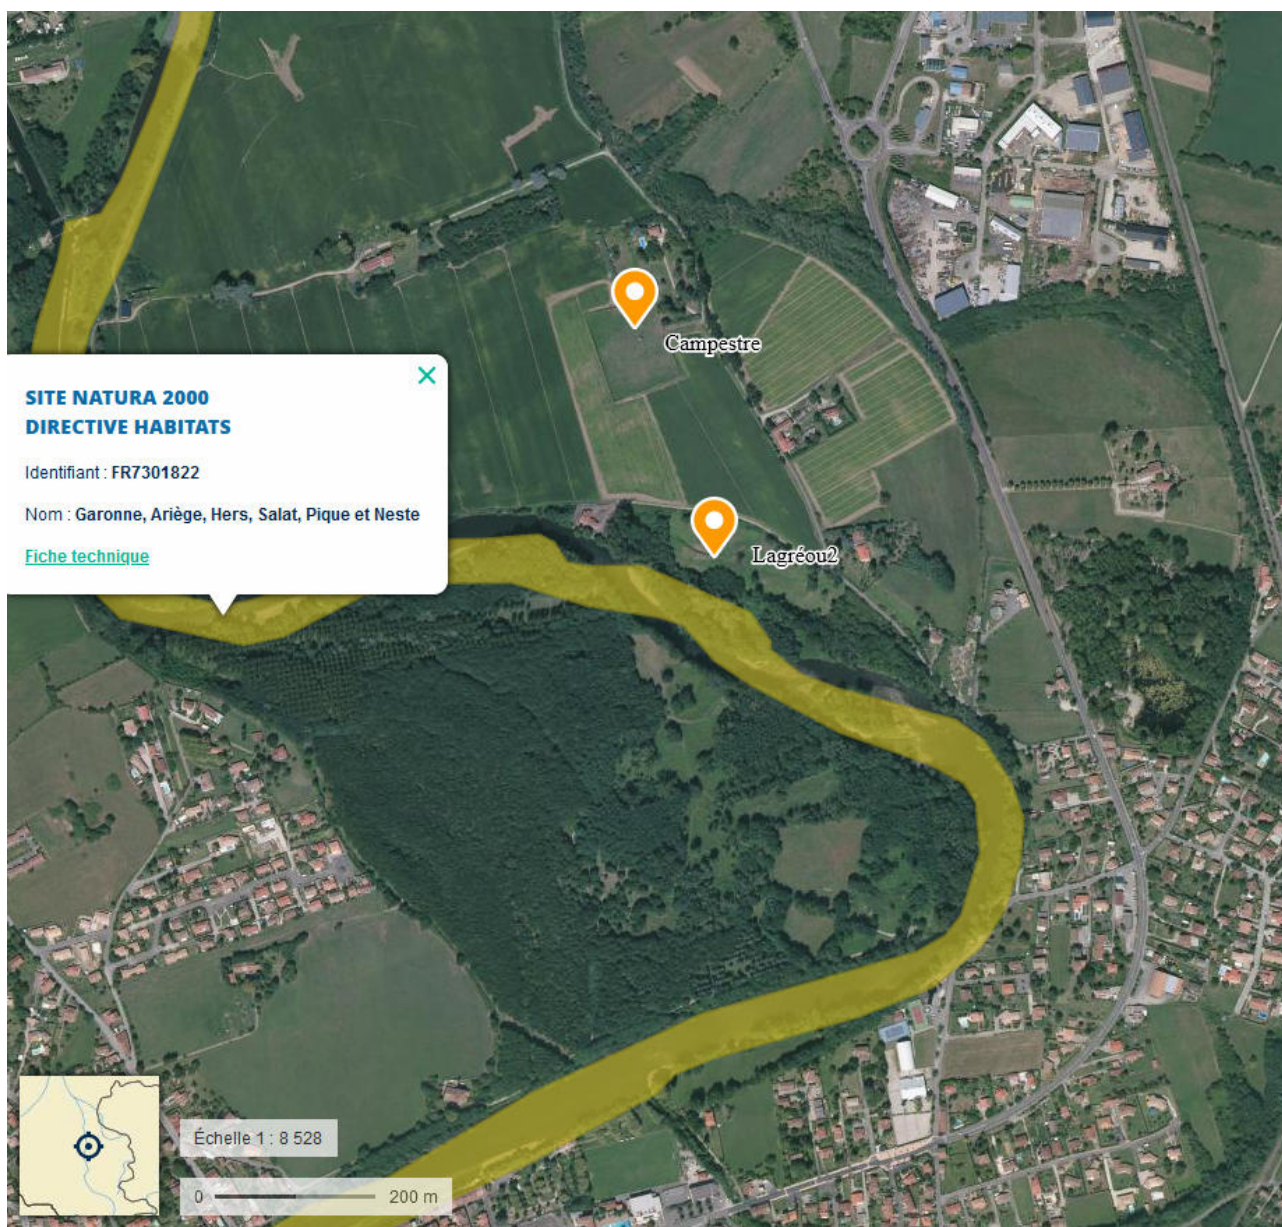 Campestre
SITE NATURA 2000
DIRECTIVE HABITATS
Identifiant : FR7301822
Nom : Garonne, Ariège, Hers, Salat, Pique et Neste
Fiche technique
Lagréou2
Échelle 1 : 8 528
0 200 m